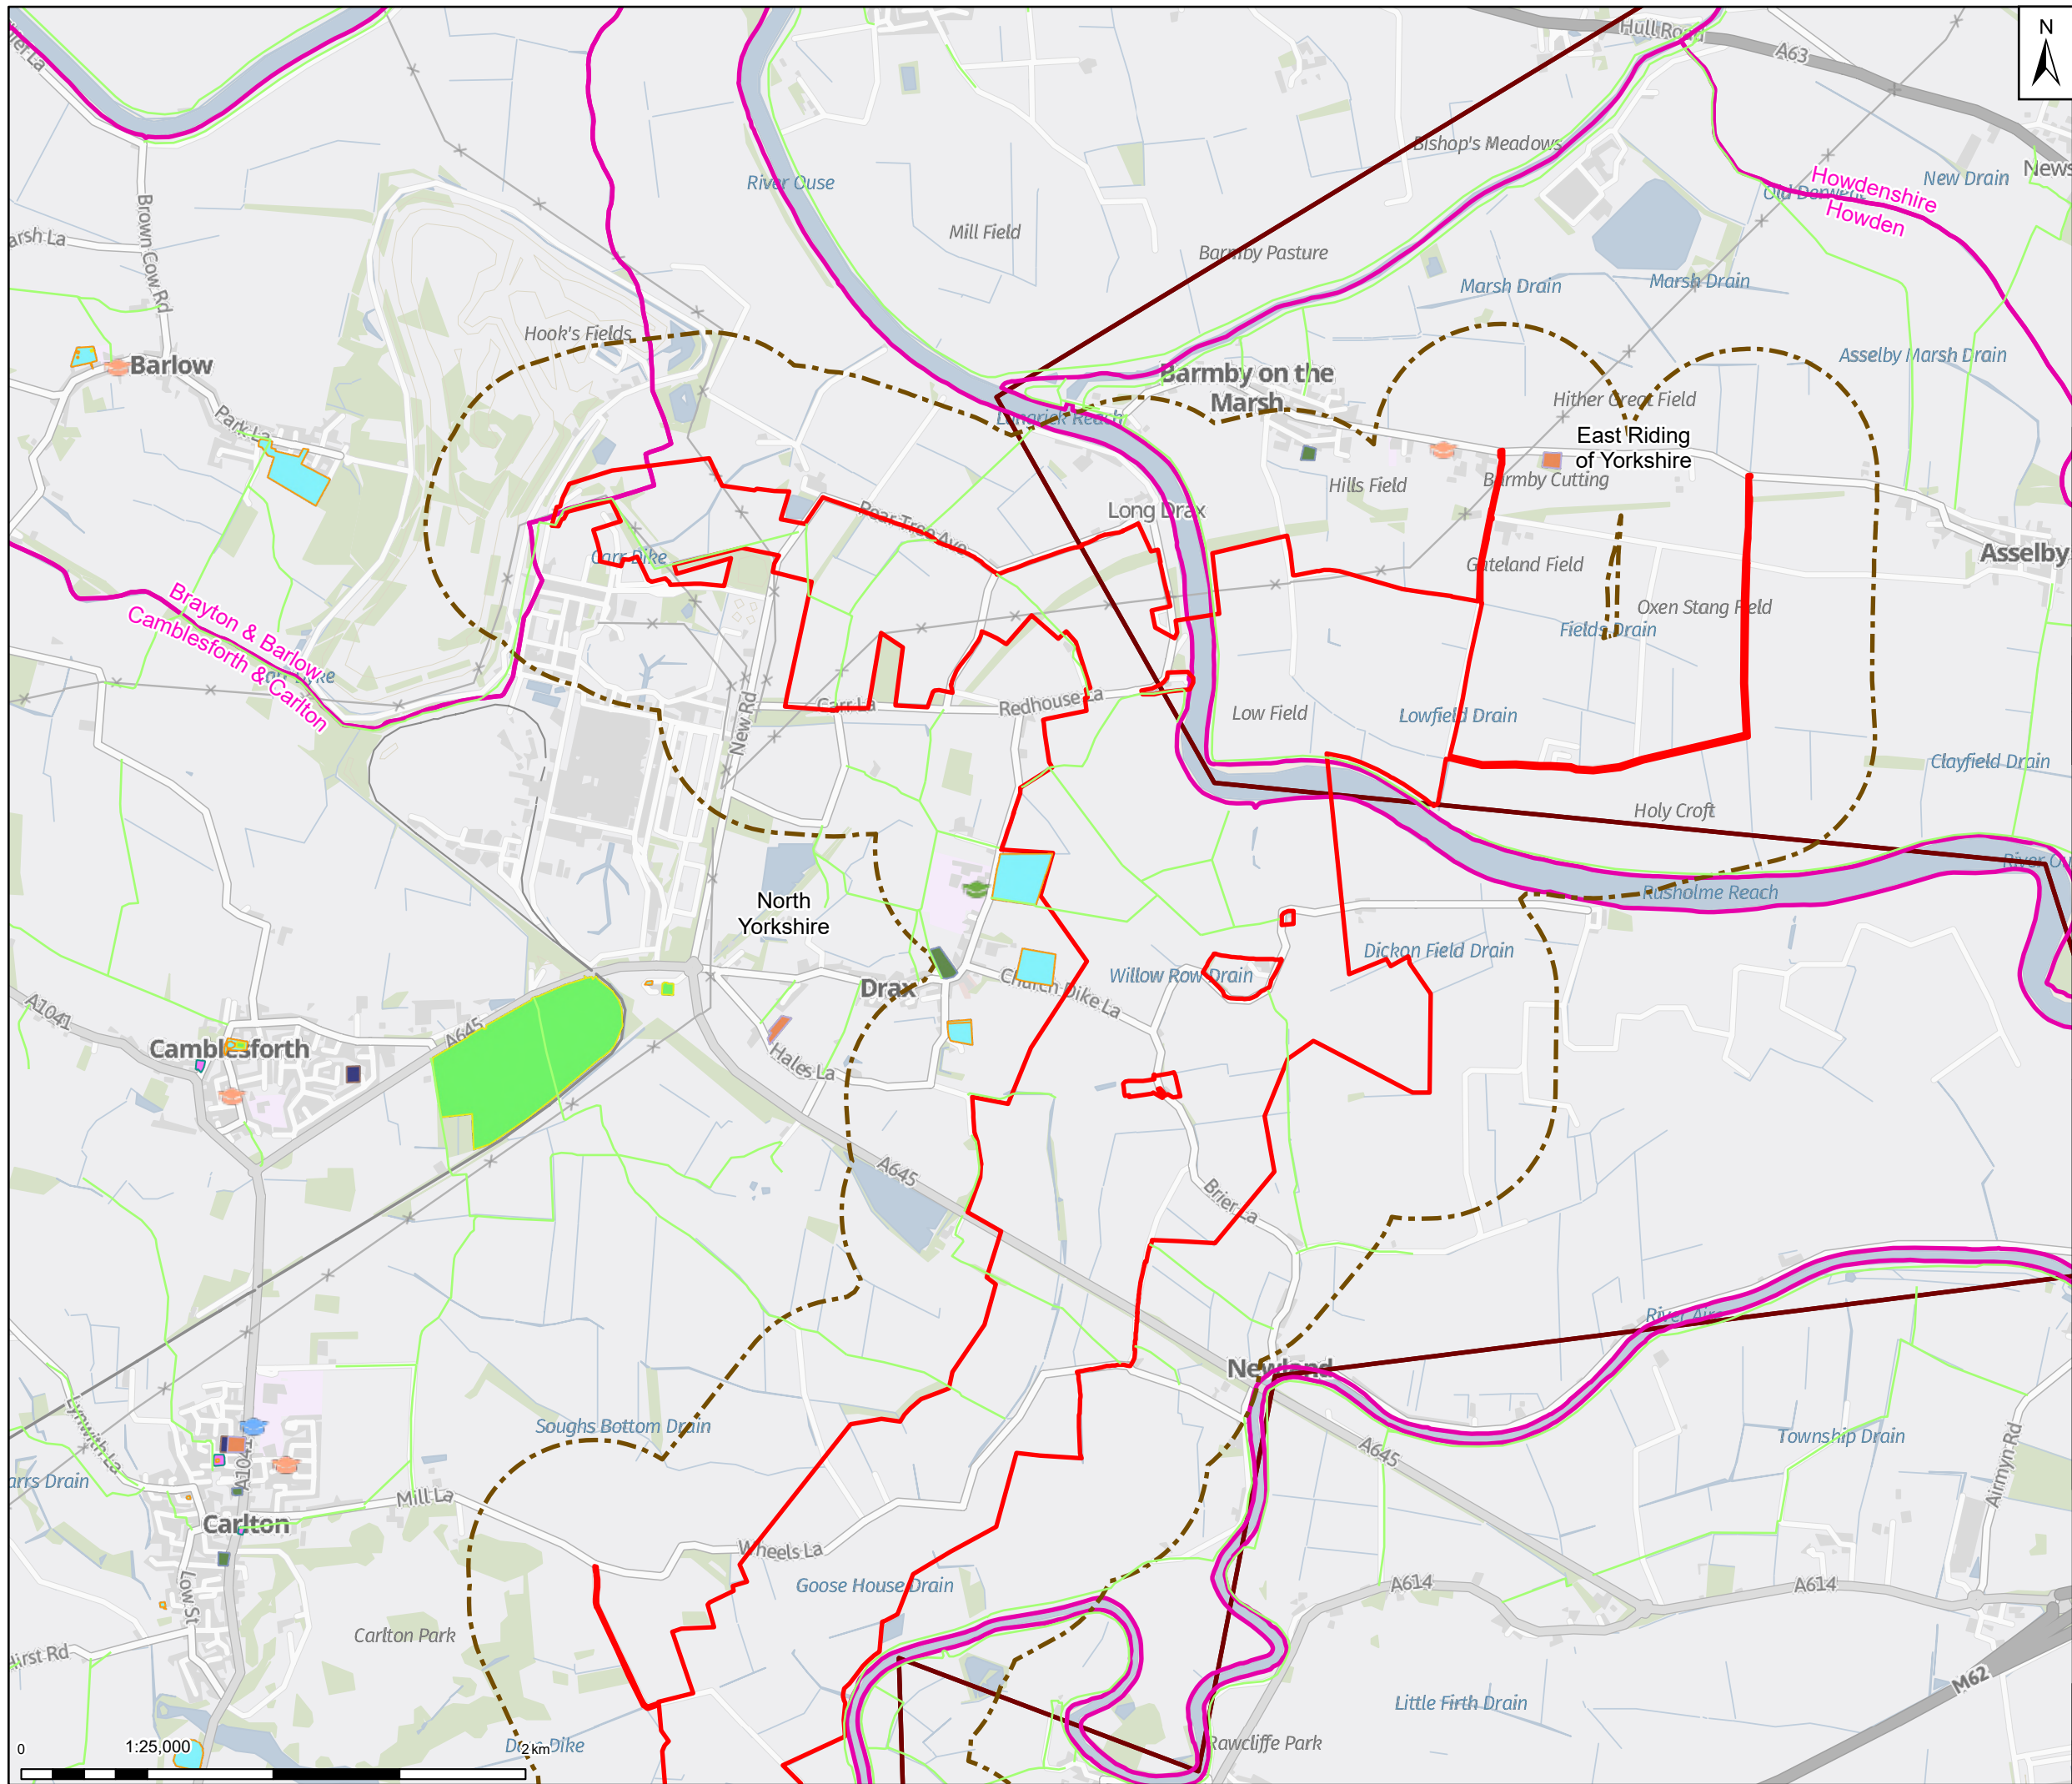 N
Hull Road
A63
Bishop's Meadows
River Ouse
Howdenshire
Howden
New Drain
Mill Field
Barmby Pasture
Brown Cow Rd
Marsh Drain
Marsh Drain
Hook's Fields
Asselby Marsh Drain
Barlow
Barmby on the
Marsh
Park La
Hither Great Field
East Riding
of Yorkshire
Hills Field
Barmby Cutting
Long Drax
Pear Tree Ave
Asselby
Carr Dike
Gateland Field
Brayton & Barlow
Camblesforth & Carlton
Oxen Stang Field
Fields Drain
New Rd
Carr La
Redhouse La
Low Field
Lowfield Drain
Clayfield Drain
Holy Croft
Rusholme Reach
North
Yorkshire
Dickon Field Drain
Willow Row Drain
Drax
Church Dike La
A1041
A645
Camblesforth
Hales La
A645
Brier La
River Aire
Newland
Soughs Bottom Drain
Township Drain
A645
Lynwith La
A1041
Airmyn Rd
Mill La
Carlton
Wheels La
Goose House Drain
A614
A614
Low St
Carlton Park
Hirst Rd
M62
Little Firth Drain
Rawcliffe Park
0
1:25,000
2 km